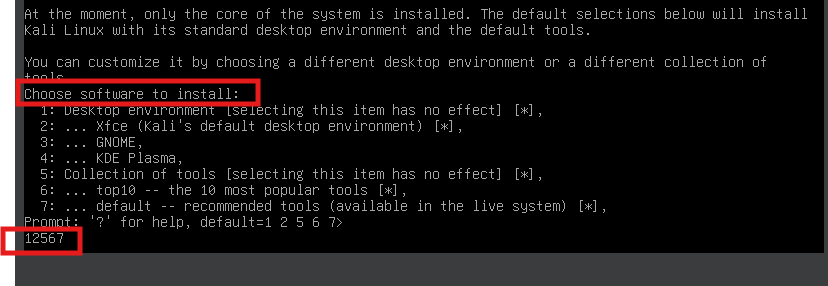 At the moment, only the core of the system is installed. The default selections below will install
Kali Linux with its standard desktop environment and the default tools.
You can customize it by choosing a different desktop environment or a different collection of
tools.
Choose software to install:
1: Desktop environment [selecting this item has no effect] [*],
2: ... Xfce (Kali's default desktop environment) [*],
3: ... GNOME,
4: ... KDE Plasma,
5: Collection of tools [selecting this item has no effect] [*],
6: ... top10 -- the 10 most popular tools [*],
7: ... default -- recommended tools (available in the live system) [*],
Prompt: '?' for help, default=1 2 5 6 7>
12567